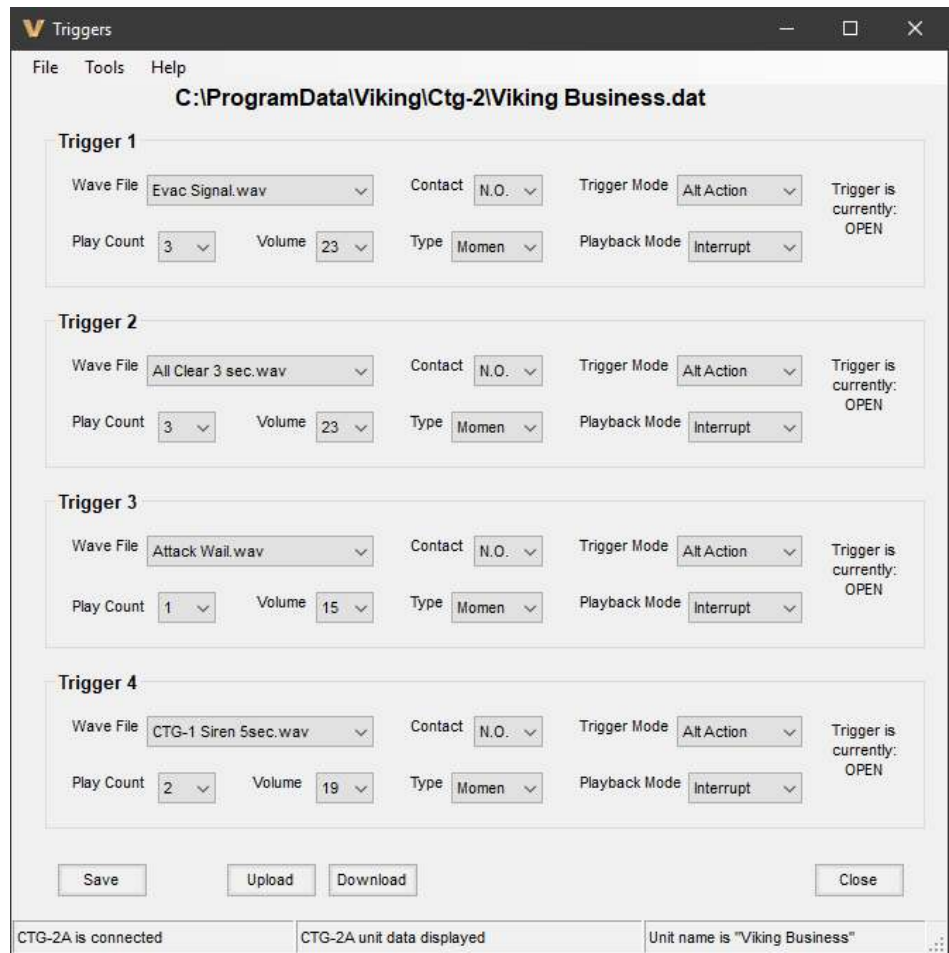 Triggers
File Tools Help
C:\ProgramData\Viking\Ctg-2\Viking Business.dat
Trigger 1
Wave File Evac Signal.wav Contact N.O. Trigger Mode Alt Action
Trigger is
currently:
OPEN
Play Count 3 Volume 23 Type Momen Playback Mode Interrupt
Trigger 2
Wave File All Clear 3 sec.wav Contact N.O. Trigger Mode Alt Action
Trigger is
currently:
OPEN
Play Count 3 Volume 23 Type Momen Playback Mode Interrupt
Trigger 3
Wave File Attack Wail.wav Contact N.O. Trigger Mode Alt Action
Trigger is
currently:
OPEN
Play Count 1 Volume 15 Type Momen Playback Mode Interrupt
Trigger 4
Wave File CTG-1 Siren 5sec.wav Contact N.O. Trigger Mode Alt Action
Trigger is
currently:
OPEN
Play Count 2 Volume 19 Type Momen Playback Mode Interrupt
Save Upload Download Close
CTG-2A is connected CTG-2A unit data displayed Unit name is "Viking Business"